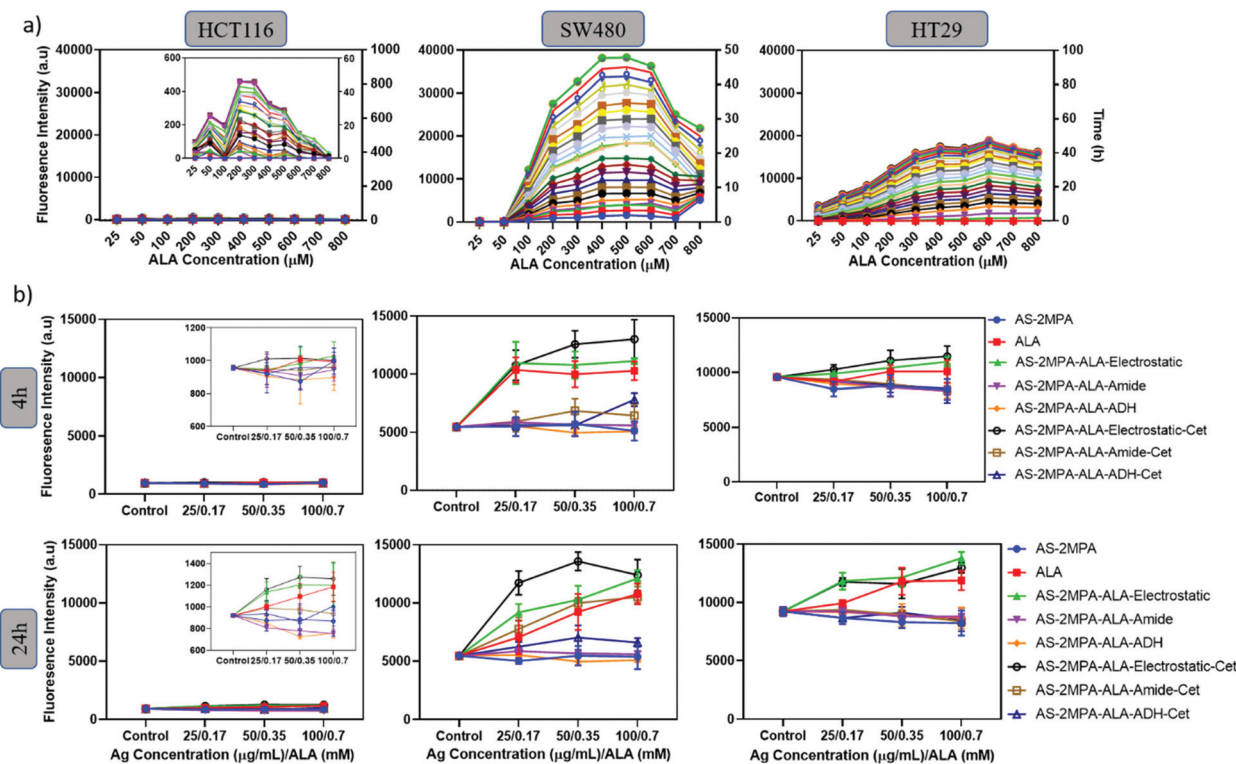 a)
HCT116
SW480
HT29
Fluorescence Intensity (a.u)
40000
30000
20000
10000
0
600
400
200
0
60
40
20
0
25 50 100 200 300 400 500 600 700 800
1000
800
600
400
200
0
25 50 100 200 300 400 500 600 700 800
ALA Concentration (μM)
40000
30000
20000
10000
0
50
40
30
20
10
0
25 50 100 200 300 400 500 600 700 800
ALA Concentration (μM)
40000
30000
20000
10000
0
100
80
60
40
20
0
Time (h)
25 50 100 200 300 400 500 600 700 800
ALA Concentration (μM)
b)
4h
Fluoresense Intensity (a.u)
15000
10000
5000
0
1200
1000
800
600
Control 25/0.17 50/0.35 100/0.7
Control 25/0.17 50/0.35 100/0.7
15000
10000
5000
0
Control 25/0.17 50/0.35 100/0.7
15000
10000
5000
0
Control 25/0.17 50/0.35 100/0.7
AS-2MPA
ALA
AS-2MPA-ALA-Electrostatic
AS-2MPA-ALA-Amide
AS-2MPA-ALA-ADH
AS-2MPA-ALA-Electrostatic-Cet
AS-2MPA-ALA-Amide-Cet
AS-2MPA-ALA-ADH-Cet
24h
Fluoresense Intensity (a.u)
15000
10000
5000
0
1400
1200
1000
800
600
Control 25/0.17 50/0.35 100/0.7
Control 25/0.17 50/0.35 100/0.7
Ag Concentration (μg/mL)/ALA (mM)
15000
10000
5000
0
Control 25/0.17 50/0.35 100/0.7
Ag Concentration (μg/mL)/ALA (mM)
15000
10000
5000
0
Control 25/0.17 50/0.35 100/0.7
Ag Concentration (μg/mL)/ALA (mM)
AS-2MPA
ALA
AS-2MPA-ALA-Electrostatic
AS-2MPA-ALA-Amide
AS-2MPA-ALA-ADH
AS-2MPA-ALA-Electrostatic-Cet
AS-2MPA-ALA-Amide-Cet
AS-2MPA-ALA-ADH-Cet